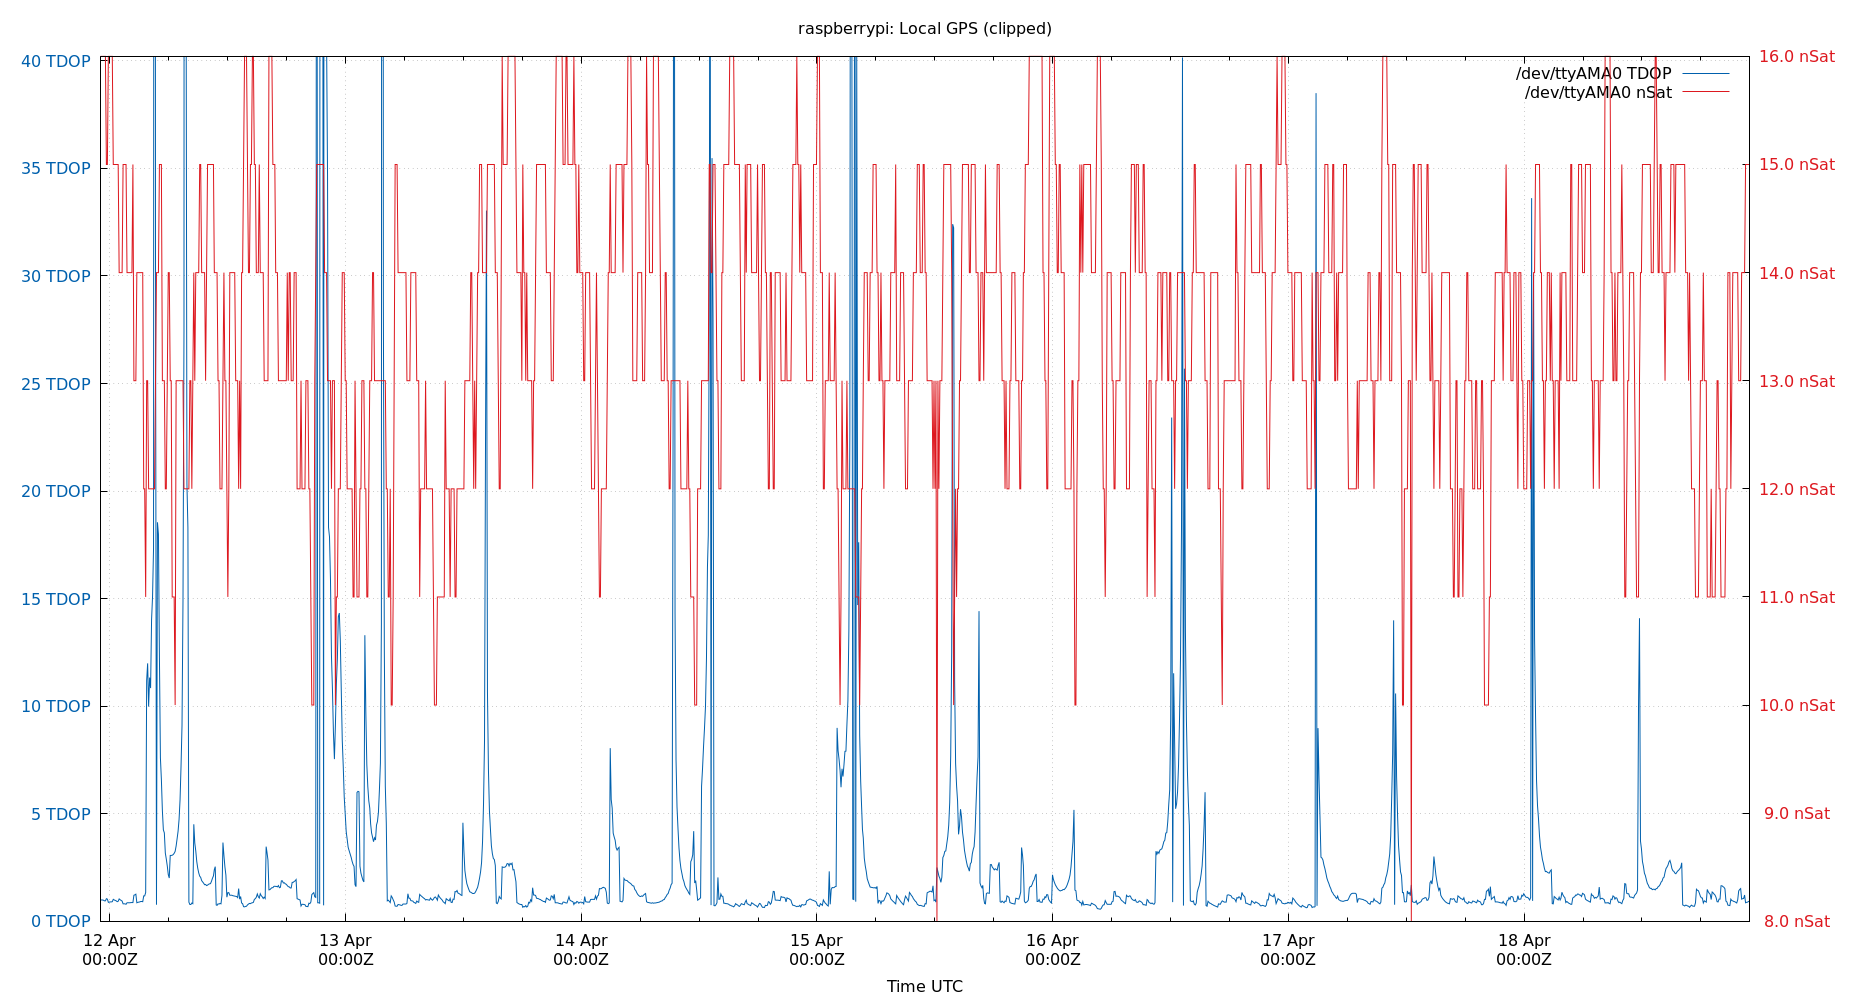 raspberrypi: Local GPS (clipped)
40 TDOP
35 TDOP
30 TDOP
25 TDOP
20 TDOP
15 TDOP
10 TDOP
5 TDOP
0 TDOP
16.0 nSat
15.0 nSat
14.0 nSat
13.0 nSat
12.0 nSat
11.0 nSat
10.0 nSat
9.0 nSat
8.0 nSat
/dev/ttyAMA0 TDOP
/dev/ttyAMA0 nSat
12 Apr
00:00Z
13 Apr
00:00Z
14 Apr
00:00Z
15 Apr
00:00Z
16 Apr
00:00Z
17 Apr
00:00Z
18 Apr
00:00Z
Time UTC